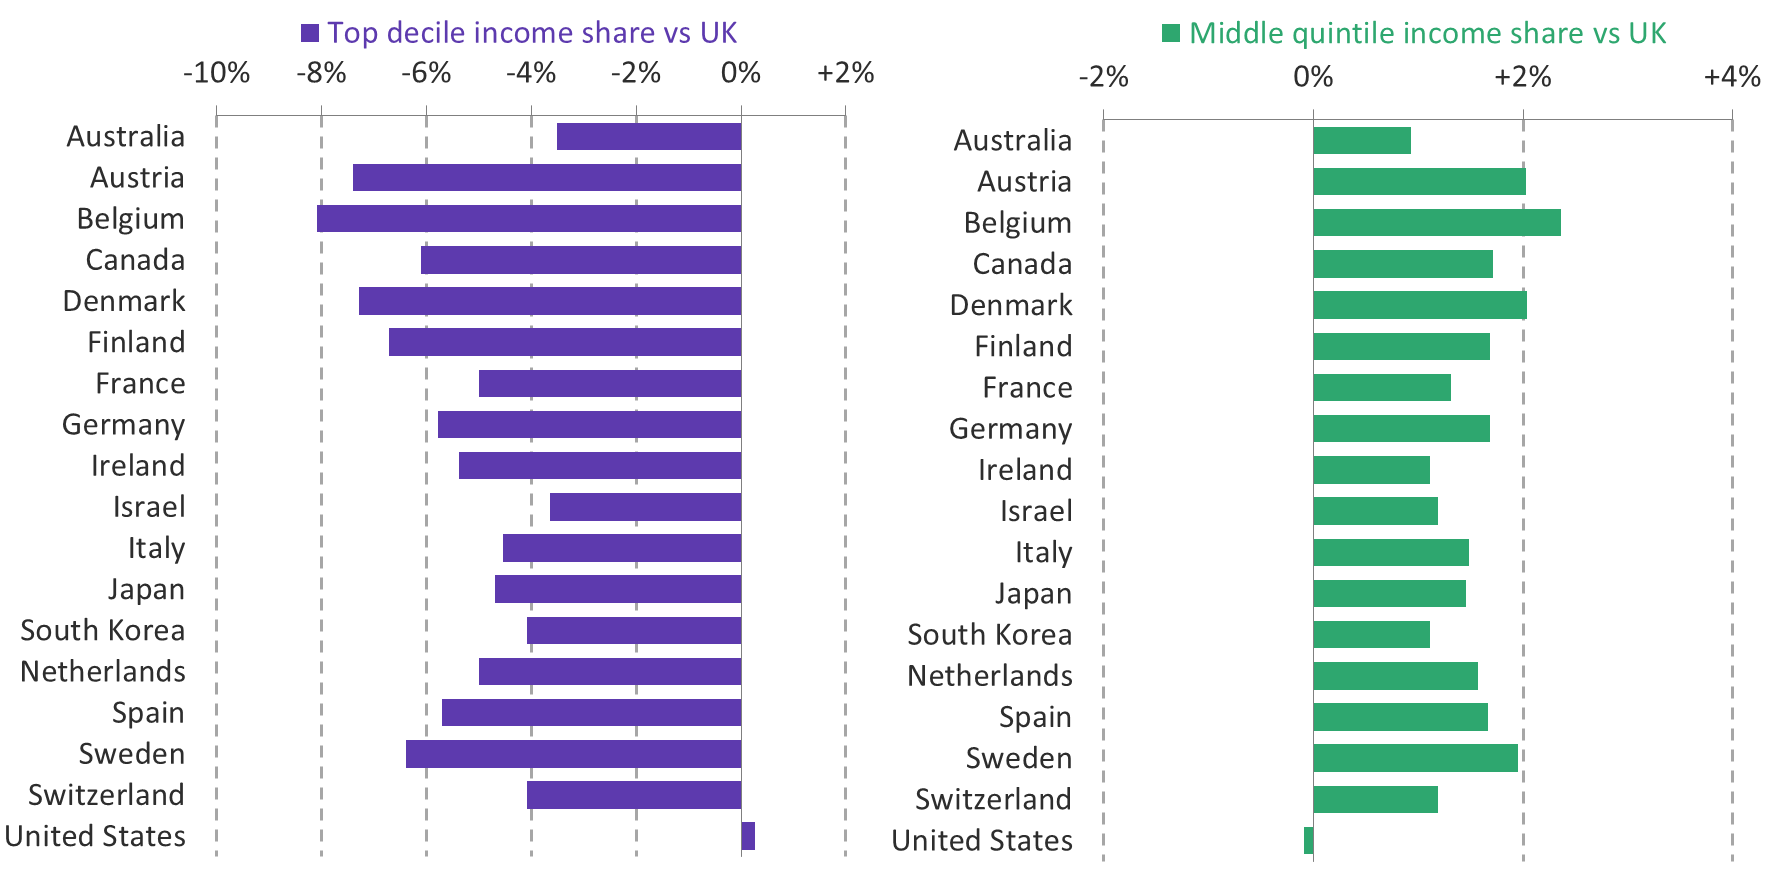 Top decile income share vs UK
-10% -8% -6% -4% -2% 0% +2%
Australia
Austria
Belgium
Canada
Denmark
Finland
France
Germany
Ireland
Israel
Italy
Japan
South Korea
Netherlands
Spain
Sweden
Switzerland
United States
Middle quintile income share vs UK
-2% 0% +2% +4%
Australia
Austria
Belgium
Canada
Denmark
Finland
France
Germany
Ireland
Israel
Italy
Japan
South Korea
Netherlands
Spain
Sweden
Switzerland
United States